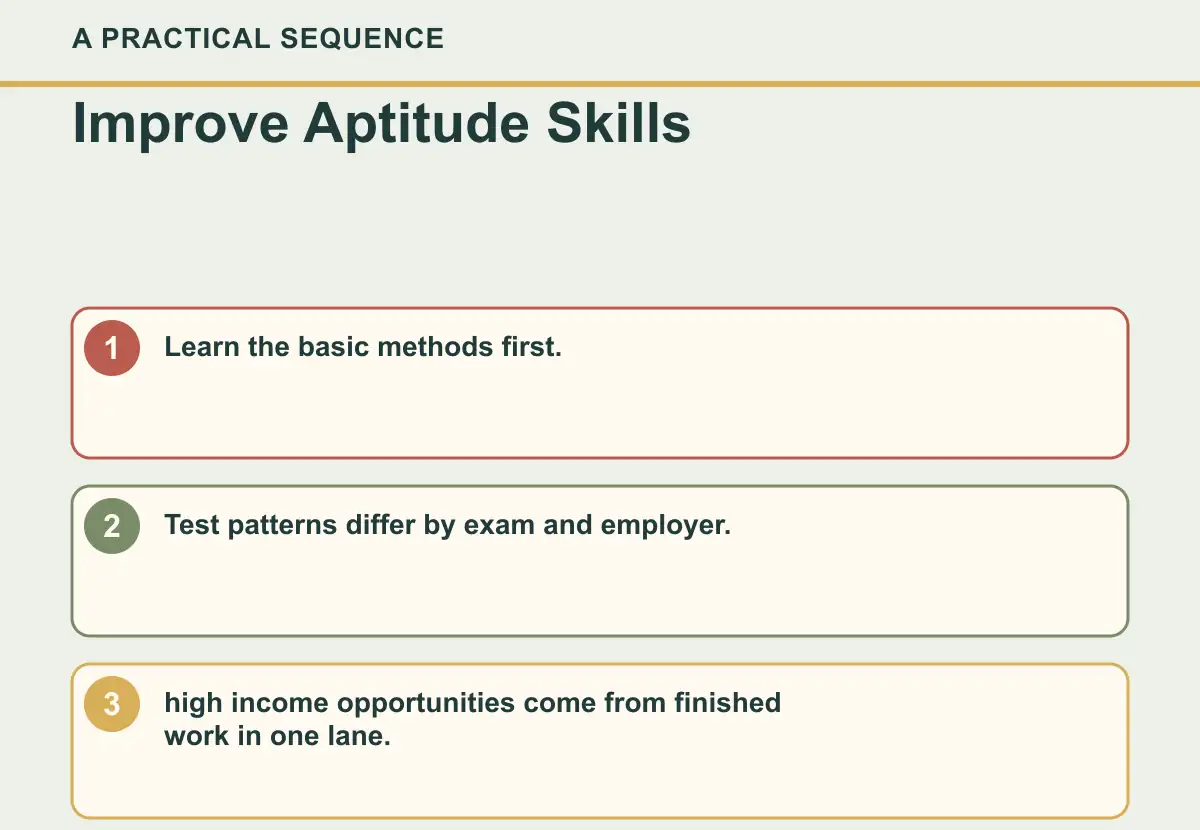 A PRACTICAL SEQUENCE
Improve Aptitude Skills
1
Learn the basic methods first.
2
Test patterns differ by exam and employer.
3
high income opportunities come from finished
work in one lane.